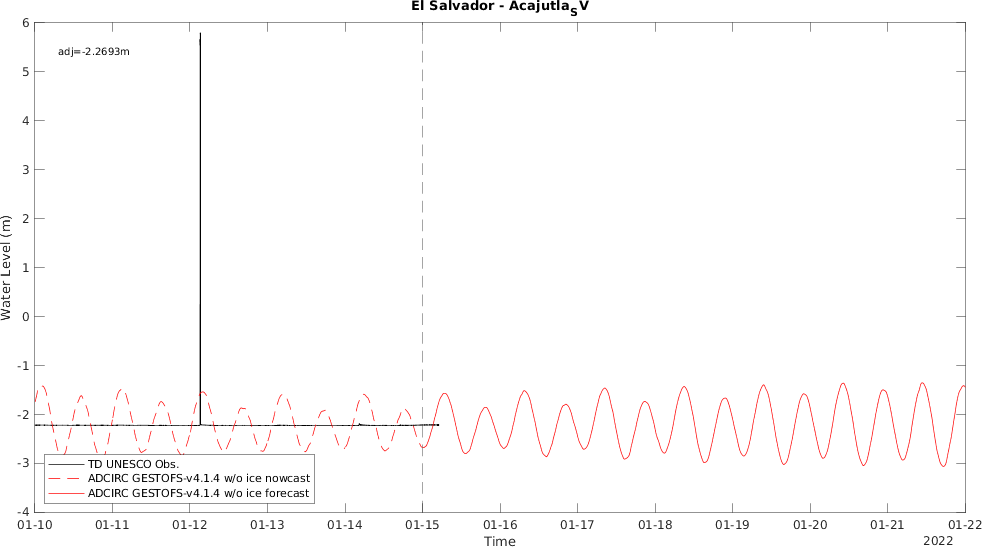 El Salvador - AcajutlaSV
adj=-2.2693m
6
5
4
3
2
1
0
-1
-2
-3
-4
Water Level (m)
TD UNESCO Obs.
ADCIRC GESTOFS-v4.1.4 w/o ice nowcast
ADCIRC GESTOFS-v4.1.4 w/o ice forecast
01-10 01-11 01-12 01-13 01-14 01-15 01-16 01-17 01-18 01-19 01-20 01-21 01-22
Time
2022